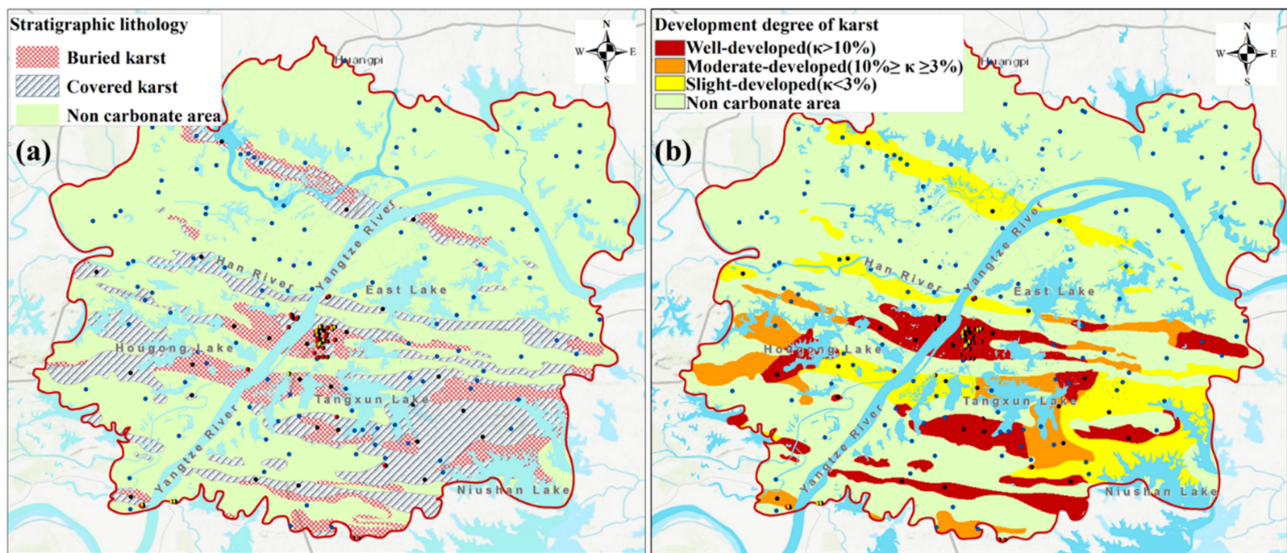 Stratigraphic lithology
Buried karst
Covered karst
Non carbonate area
(a)
N
W
E
S
Huangpi
Yangtze River
Han River
East Lake
Hougong Lake
Tangxun Lake
Yangtze River
Niushan Lake
Development degree of karst
Well-developed(κ>10%)
Moderate-developed(10%≥ κ ≥3%)
Slight-developed(κ<3%)
Non carbonate area
(b)
N
W
E
S
Huangpi
Yangtze River
Han River
East Lake
Hougong Lake
Tangxun Lake
Yangtze River
Niushan Lake